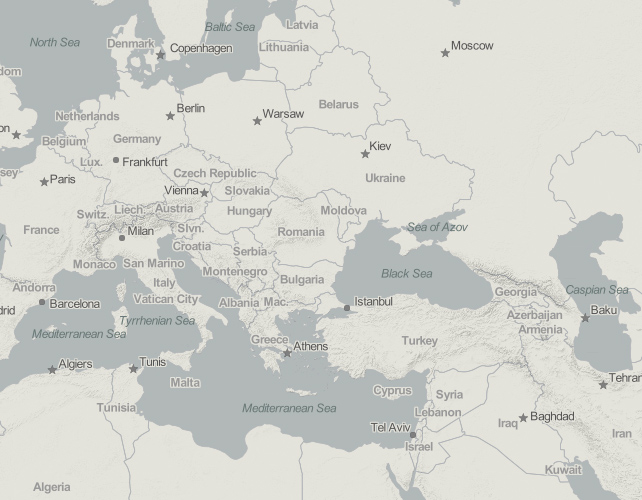 Latvia
Baltic Sea
Denmark
North Sea
Copenhagen
Moscow
Lithuania
dom
Belarus
Berlin
Netherlands
Warsaw
on
Germany
Belgium
Kiev
Lux.
Frankfurt
sey
Czech Republic
Paris
Ukraine
Vienna
Slovakia
Liech.
Austria
Switz.
Hungary
Moldova
France
Milan
Slvn.
Romania
Sea of Azov
Croatia
Serbia
Monaco
San Marino
Black Sea
Montenegro
Bulgaria
Italy
Andorra
Georgia
Caspian Sea
Vatican City
Albania
Mac.
Istanbul
Barcelona
drid
Baku
Azerbaijan
Tyrrhenian Sea
Armenia
Mediterranean Sea
Greece
Turkey
Athens
Algiers
Tunis
Tehran
Malta
Cyprus
Syria
Tunisia
Mediterranean Sea
Lebanon
Baghdad
Iraq
Tel Aviv
Iran
Israel
Kuwait
Algeria